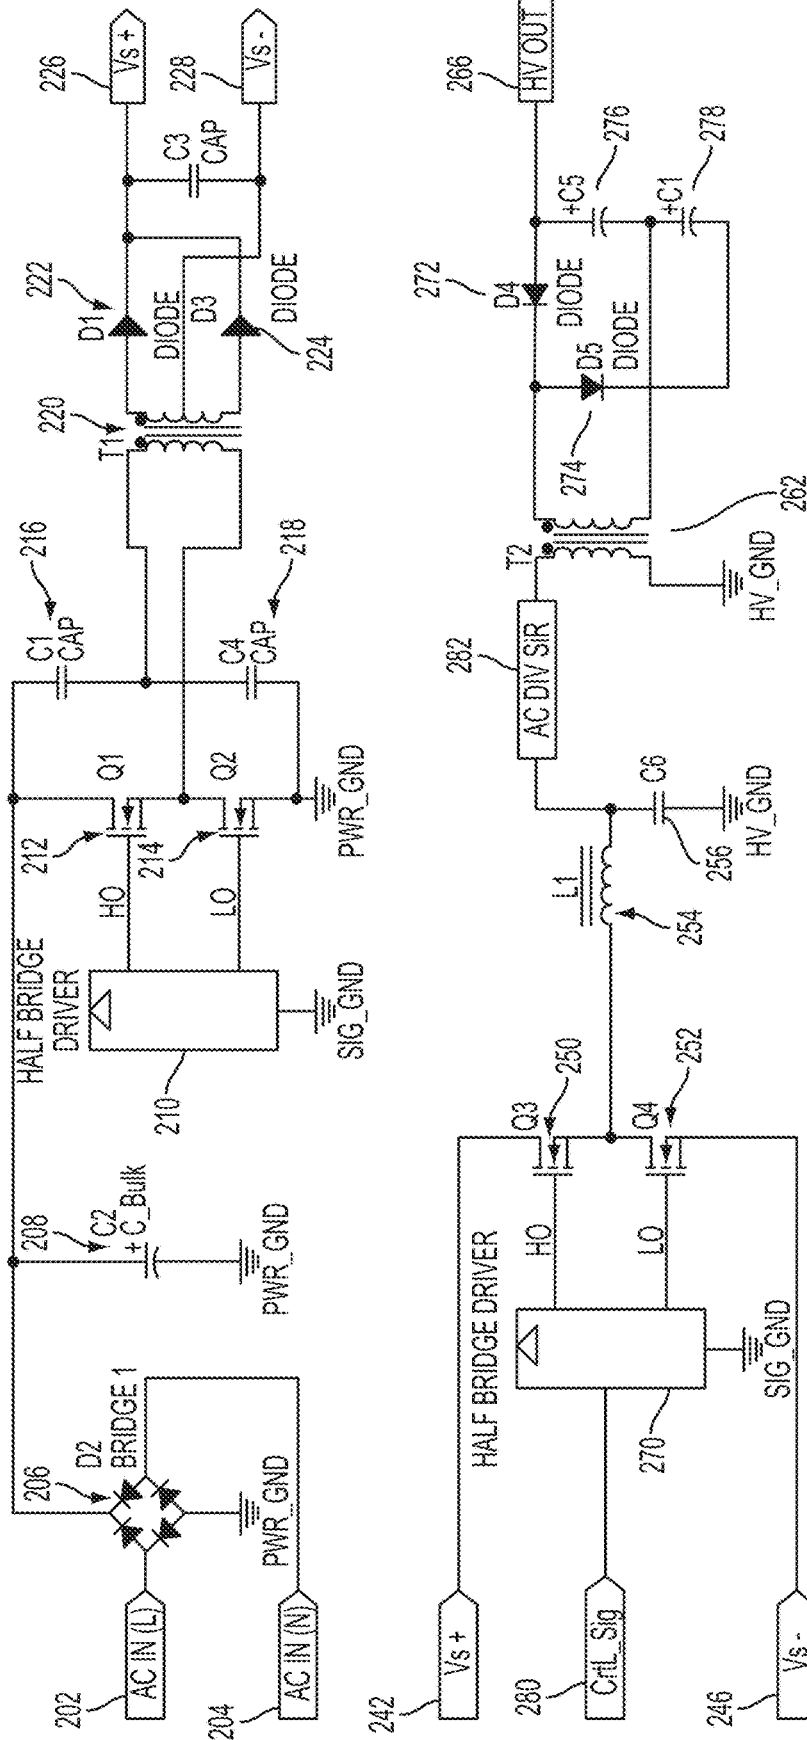 202
AC IN (L)
204
AC IN (N)
206
D2
BRIDGE 1
PWR_GND
208
C2
+ C_Bulk
PWR_GND
HALF BRIDGE
DRIVER
210
SIG_GND
HO
LO
212
Q1
214
Q2
PWR_GND
C1
CAP
216
C4
CAP
218
T1
220
D1
222
DIODE
D3
DIODE
224
C3
CAP
226
Vs +
228
Vs -
242
Vs +
280
CrtL_Sig
246
Vs -
HALF BRIDGE DRIVER
270
SIG_GND
HO
LO
Q3
250
Q4
252
L1
254
256
C6
HV_GND
282
AC DIV SIR
T2
262
HV_GND
274
D5
DIODE
272
D4
DIODE
+C5
276
+C1
278
266
HV OUT